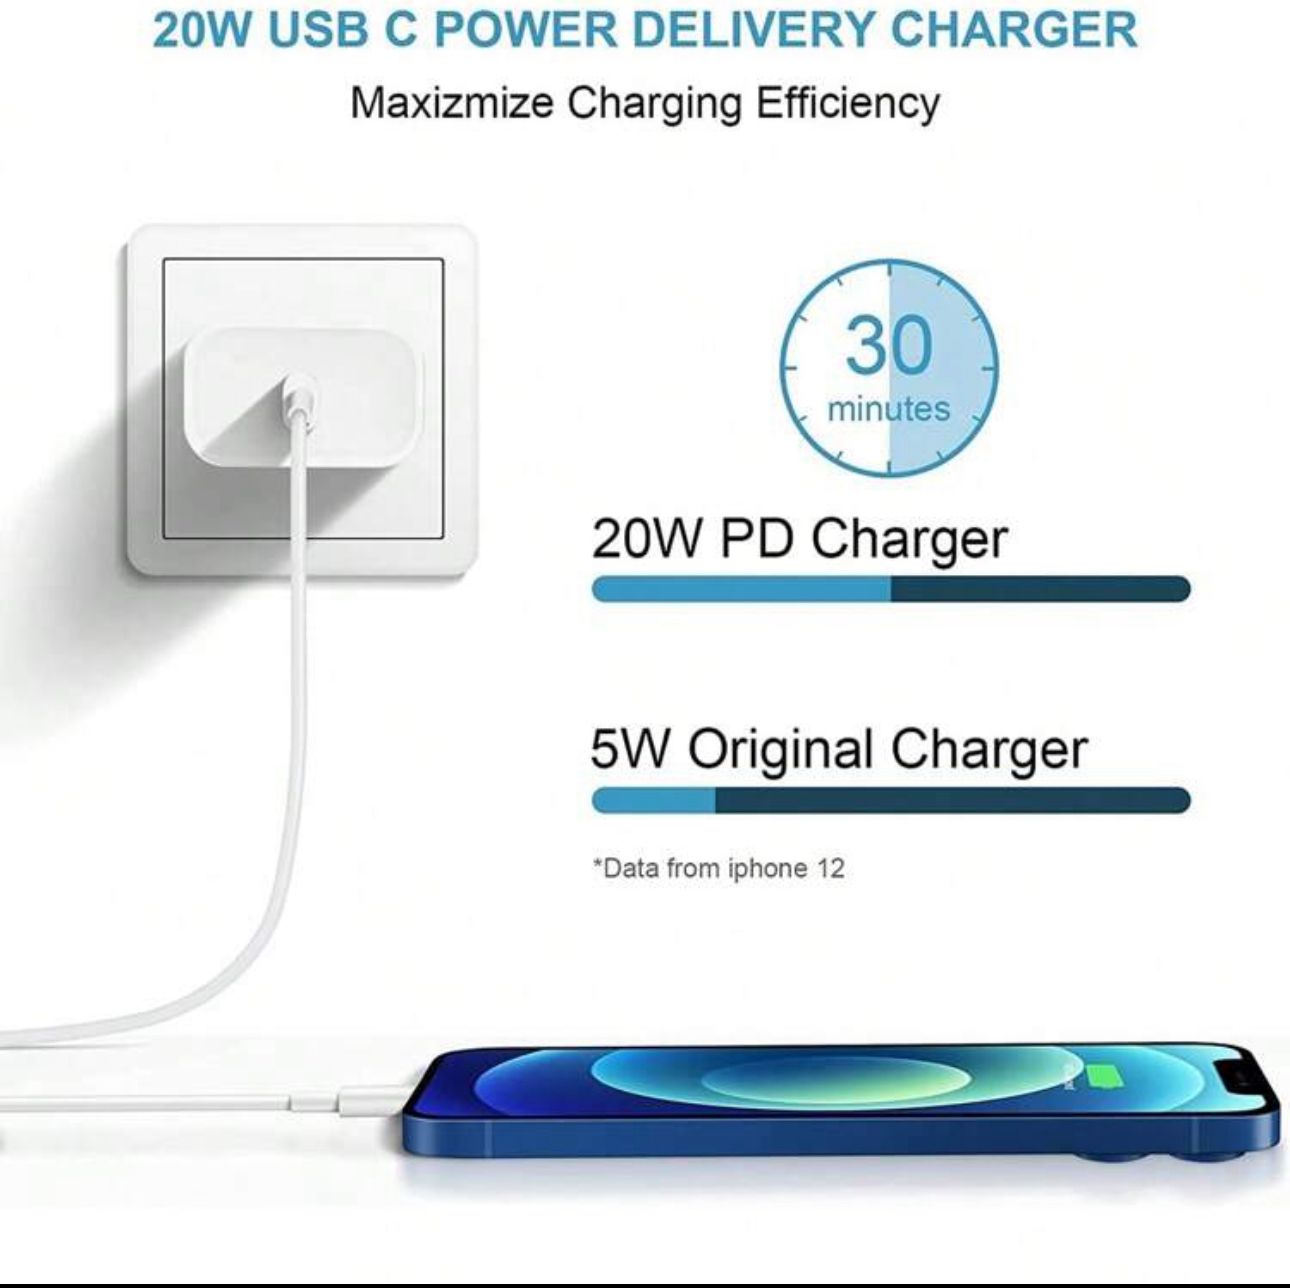 20W USB C POWER DELIVERY CHARGER
Maxizmize Charging Efficiency
30
minutes
20W PD Charger
5W Original Charger
*Data from iphone 12